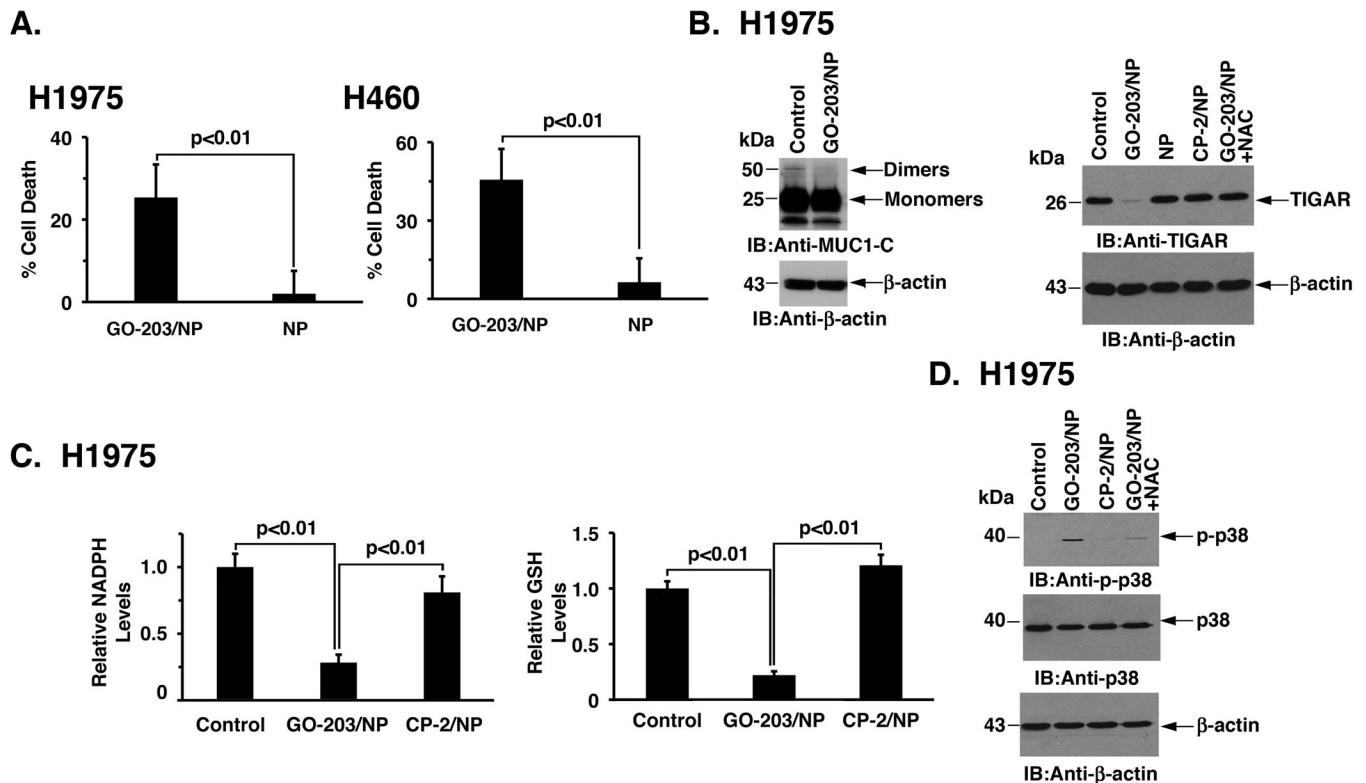 A.
H1975
% Cell Death
40
20
0
p<0.01
GO-203/NP
NP
H460
% Cell Death
60
45
30
15
0
p<0.01
GO-203/NP
NP
B. H1975
kDa
Control
GO-203/NP
50
Dimers
25
Monomers
IB:Anti-MUC1-C
43
β-actin
IB:Anti-β-actin
kDa
Control
GO-203/NP
NP
CP-2/NP
GO-203/NP
+NAC
26
TIGAR
IB:Anti-TIGAR
43
β-actin
IB:Anti-β-actin
C. H1975
Relative NADPH
Levels
1.0
0.5
0
p<0.01
p<0.01
Control
GO-203/NP
CP-2/NP
Relative GSH
Levels
1.5
1.0
0.5
0
p<0.01
p<0.01
Control
GO-203/NP
CP-2/NP
D. H1975
kDa
Control
GO-203/NP
CP-2/NP
GO-203/NP
+NAC
40
p-p38
IB:Anti-p-p38
40
p38
IB:Anti-p38
43
β-actin
IB:Anti-β-actin